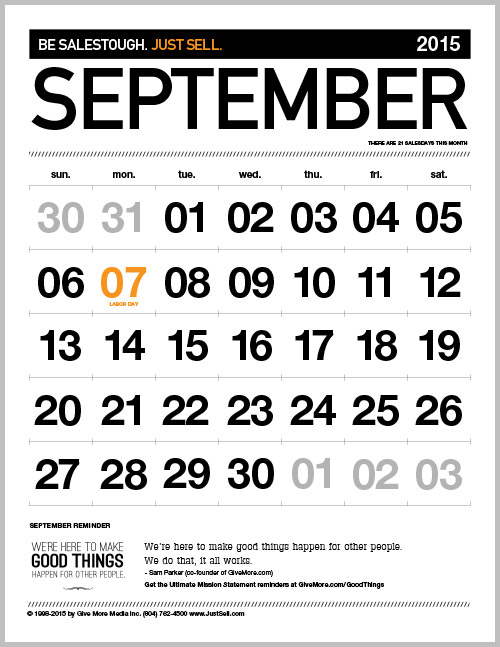 BE SALESTOUGH. JUST SELL. 2015
SEPTEMBER
THERE ARE 21 SALESDAYS THIS MONTH
sun. mon. tue. wed. thu. fri. sat.
30 31 01 02 03 04 05
06 07 08 09 10 11 12
LABOR DAY
13 14 15 16 17 18 19
20 21 22 23 24 25 26
27 28 29 30 01 02 03
SEPTEMBER REMINDER
WE'RE HERE TO MAKE
GOOD THINGS
HAPPEN FOR OTHER PEOPLE.
We're here to make good things happen for other people.
We do that, it all works.
- Sam Parker (co-founder of GiveMore.com)
Get the Ultimate Mission Statement reminders at GiveMore.com/GoodThings
© 1998-2015 by Give More Media Inc. (804) 762-4500 www.JustSell.com